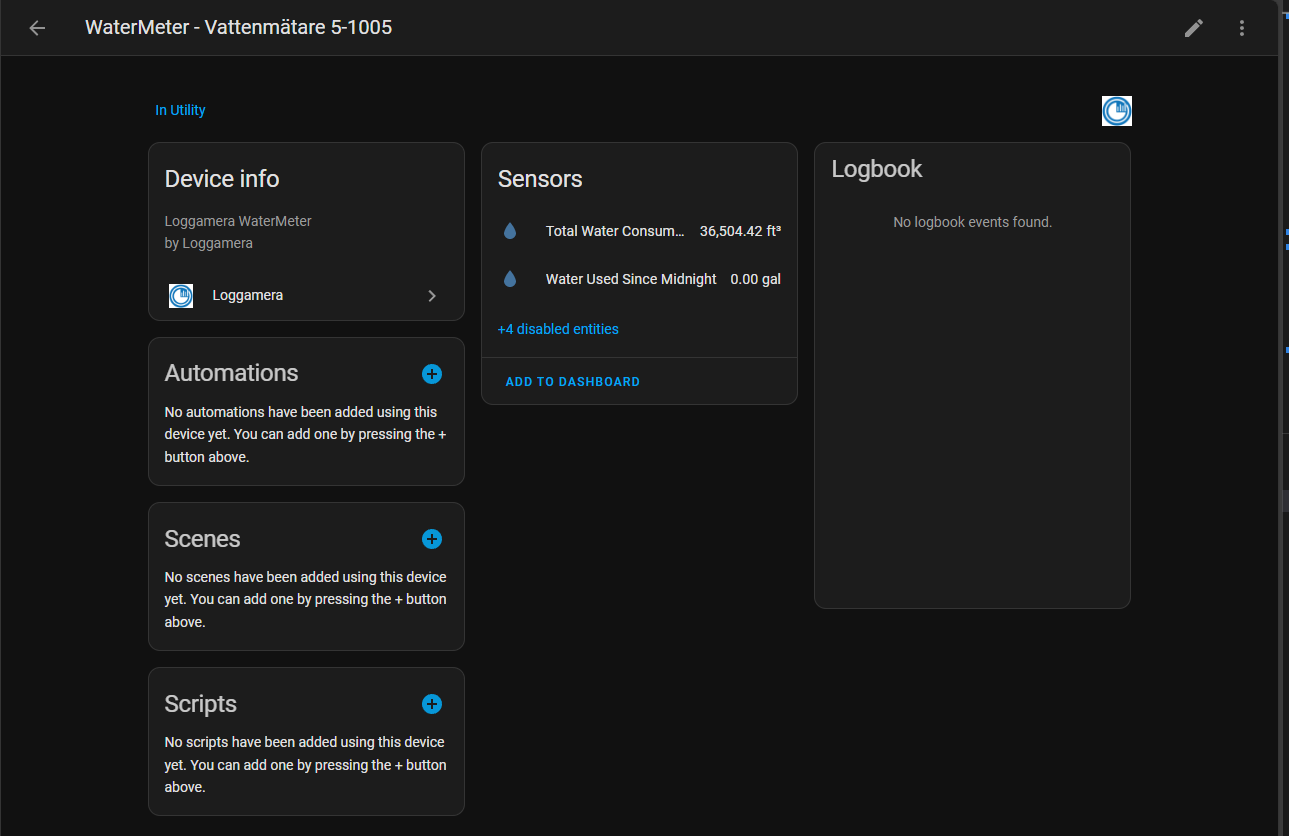 WaterMeter - Vattenmätare 5-1005
In Utility
Device info
Loggamera WaterMeter
by Loggamera
Loggamera
Automations
No automations have been added using this
device yet. You can add one by pressing the +
button above.
Scenes
No scenes have been added using this device
yet. You can add one by pressing the + button
above.
Scripts
No scripts have been added using this device
yet. You can add one by pressing the + button
above.
Sensors
Total Water Consum... 36,504.42 ft³
Water Used Since Midnight 0.00 gal
+4 disabled entities
ADD TO DASHBOARD
Logbook
No logbook events found.